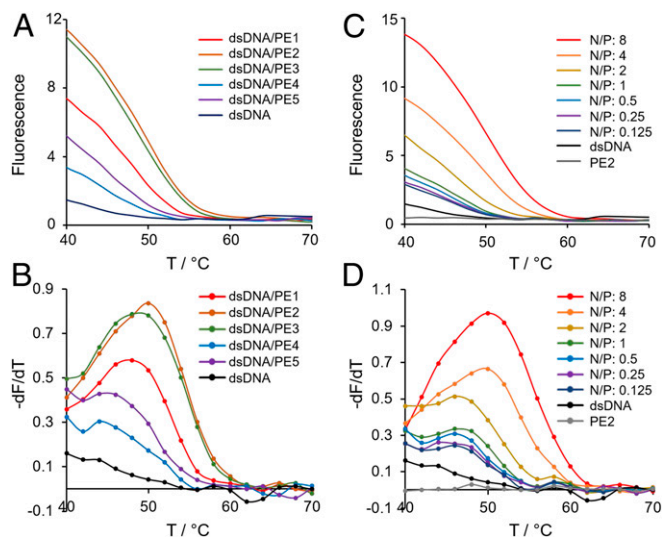 A
12
8
4
0
40
50
60
70
Fluorescence
T / °C
dsDNA/PE1
dsDNA/PE2
dsDNA/PE3
dsDNA/PE4
dsDNA/PE5
dsDNA
C
15
10
5
0
40
50
60
70
Fluorescence
T / °C
N/P: 8
N/P: 4
N/P: 2
N/P: 1
N/P: 0.5
N/P: 0.25
N/P: 0.125
dsDNA
PE2
B
0.9
0.7
0.5
0.3
0.1
-0.1
40
50
60
70
-dF/dT
T / °C
dsDNA/PE1
dsDNA/PE2
dsDNA/PE3
dsDNA/PE4
dsDNA/PE5
dsDNA
D
1.1
0.9
0.7
0.5
0.3
0.1
-0.1
40
50
60
70
-dF/dT
T / °C
N/P: 8
N/P: 4
N/P: 2
N/P: 1
N/P: 0.5
N/P: 0.25
N/P: 0.125
dsDNA
PE2